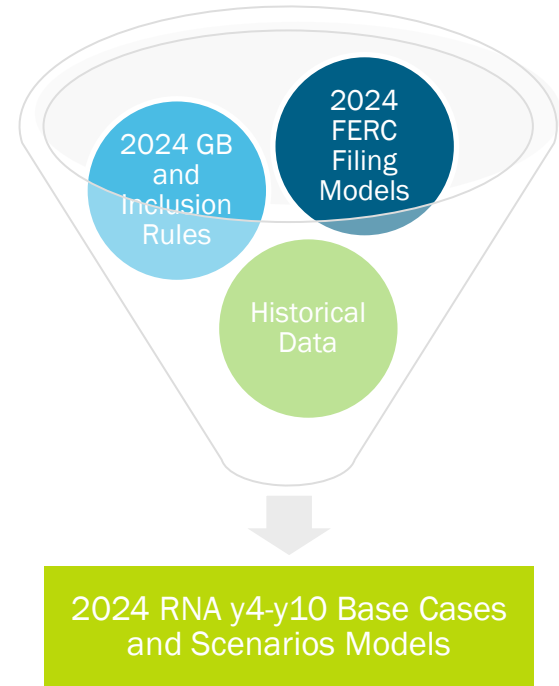 2024 GB
and
Inclusion
Rules
2024
FERC
Filing
Models
Historical
Data
2024 RNA y4-y10 Base Cases
and Scenarios Models